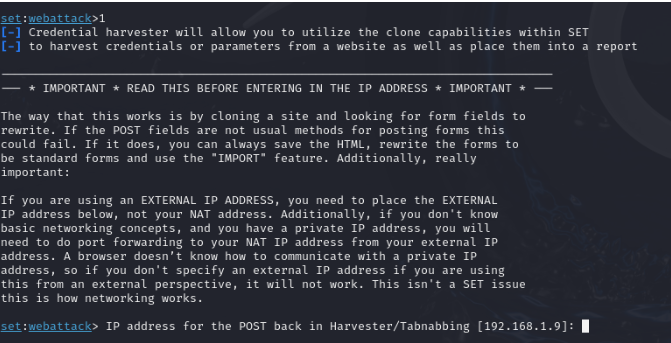 set:webattack>1
[-] Credential harvester will allow you to utilize the clone capabilities within SET
[-] to harvest credentials or parameters from a website as well as place them into a report
--- * IMPORTANT * READ THIS BEFORE ENTERING IN THE IP ADDRESS * IMPORTANT * ---
The way that this works is by cloning a site and looking for form fields to
rewrite. If the POST fields are not usual methods for posting forms this
could fail. If it does, you can always save the HTML, rewrite the forms to
be standard forms and use the "IMPORT" feature. Additionally, really
important:
If you are using an EXTERNAL IP ADDRESS, you need to place the EXTERNAL
IP address below, not your NAT address. Additionally, if you don't know
basic networking concepts, and you have a private IP address, you will
need to do port forwarding to your NAT IP address from your external IP
address. A browser doesn't know how to communicate with a private IP
address, so if you don't specify an external IP address if you are using
this from an external perspective, it will not work. This isn't a SET issue
this is how networking works.
set:webattack> IP address for the POST back in Harvester/Tabnabbing [192.168.1.9]: